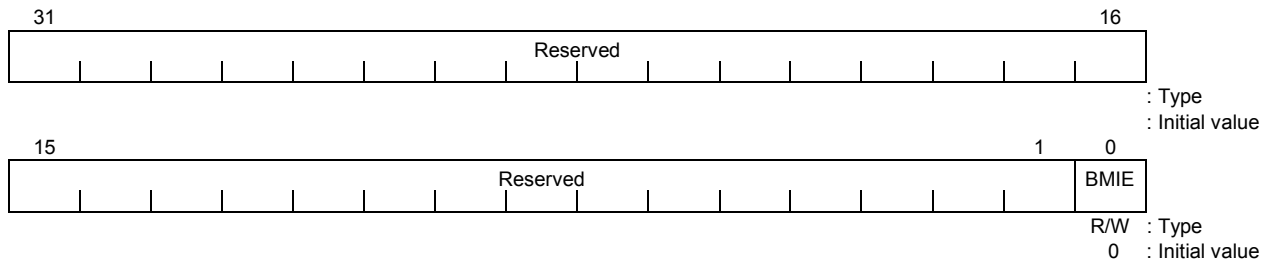 31 16
Reserved
: Type
: Initial value
15 1 0
Reserved BMIE
R/W : Type
0 : Initial value